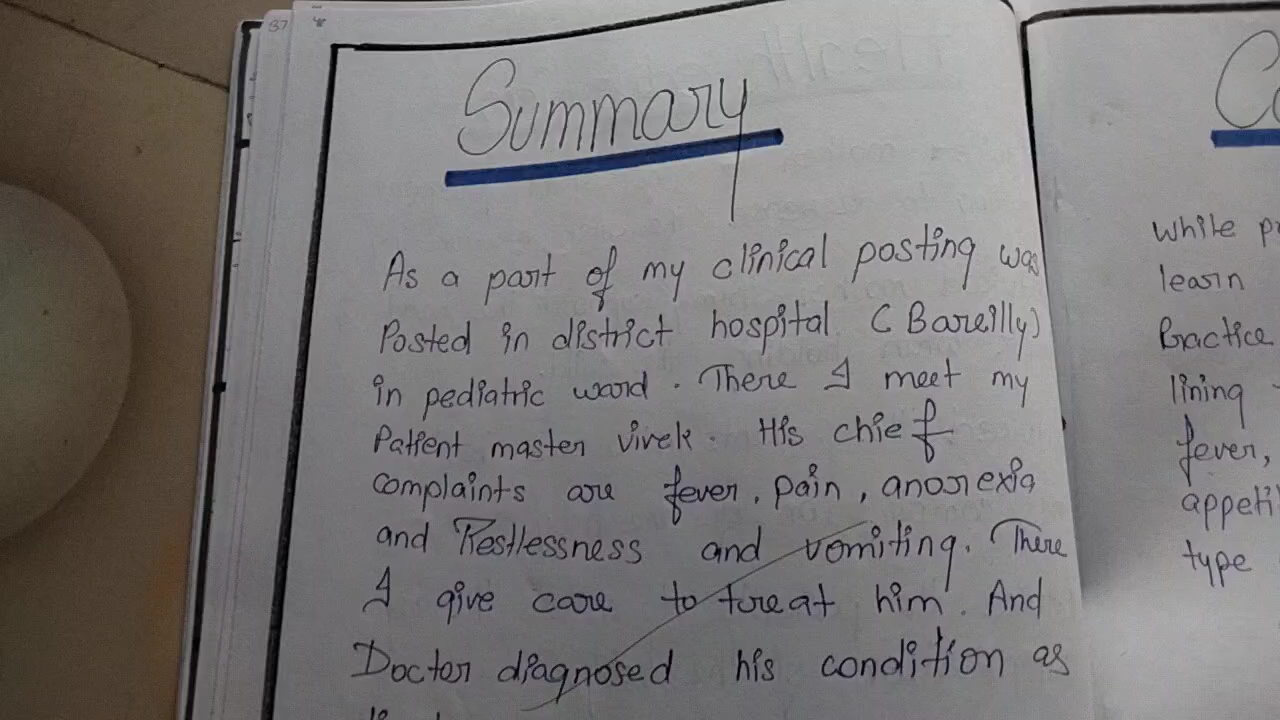 37
Summary
As a part of my clinical posting was
Posted in district hospital (Bareilly)
in pediatric ward. There I meet my
Patient master vivek. His chief
complaints are fever, pain, anorexia
and Restlessness and vomiting. There
I give care to treat him. And
Doctor diagnosed his condition as
while
learn
Practice
lining
fever,
appeti
type